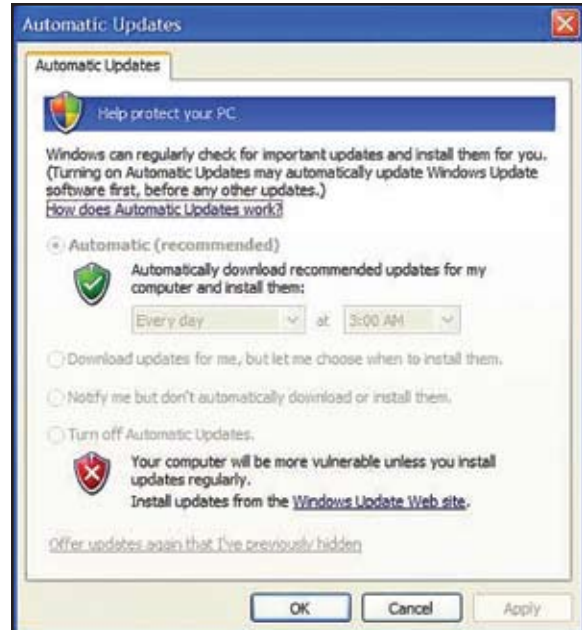 Automatic Updates
Automatic Updates
Help protect your PC
Windows can regularly check for important updates and install them for you.
(Turning on Automatic Updates may automatically update Windows Update
software first, before any other updates.)
How does Automatic Updates work?
Automatic (recommended)
Automatically download recommended updates for my
computer and install them:
Every day at 3:00 AM
Download updates for me, but let me choose when to install them.
Notify me but don't automatically download or install them.
Turn off Automatic Updates.
Your computer will be more vulnerable unless you install
updates regularly.
Install updates from the Windows Update Web site.
Offer updates again that I've previously hidden
OK Cancel Apply